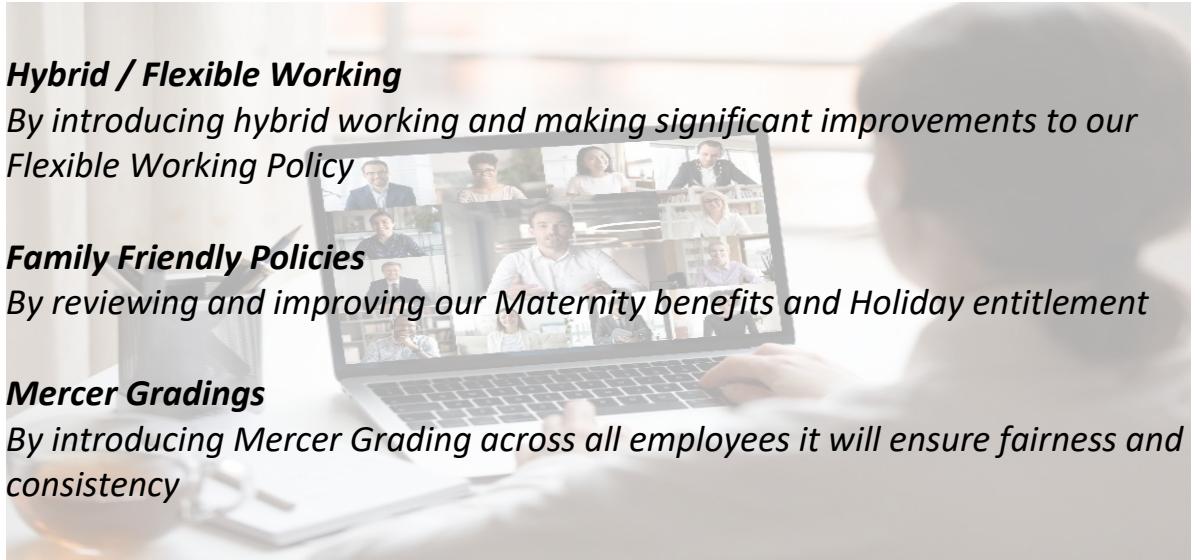 Hybrid / Flexible Working
By introducing hybrid working and making significant improvements to our
Flexible Working Policy
Family Friendly Policies
By reviewing and improving our Maternity benefits and Holiday entitlement
Mercer Gradings
By introducing Mercer Grading across all employees it will ensure fairness and
consistency